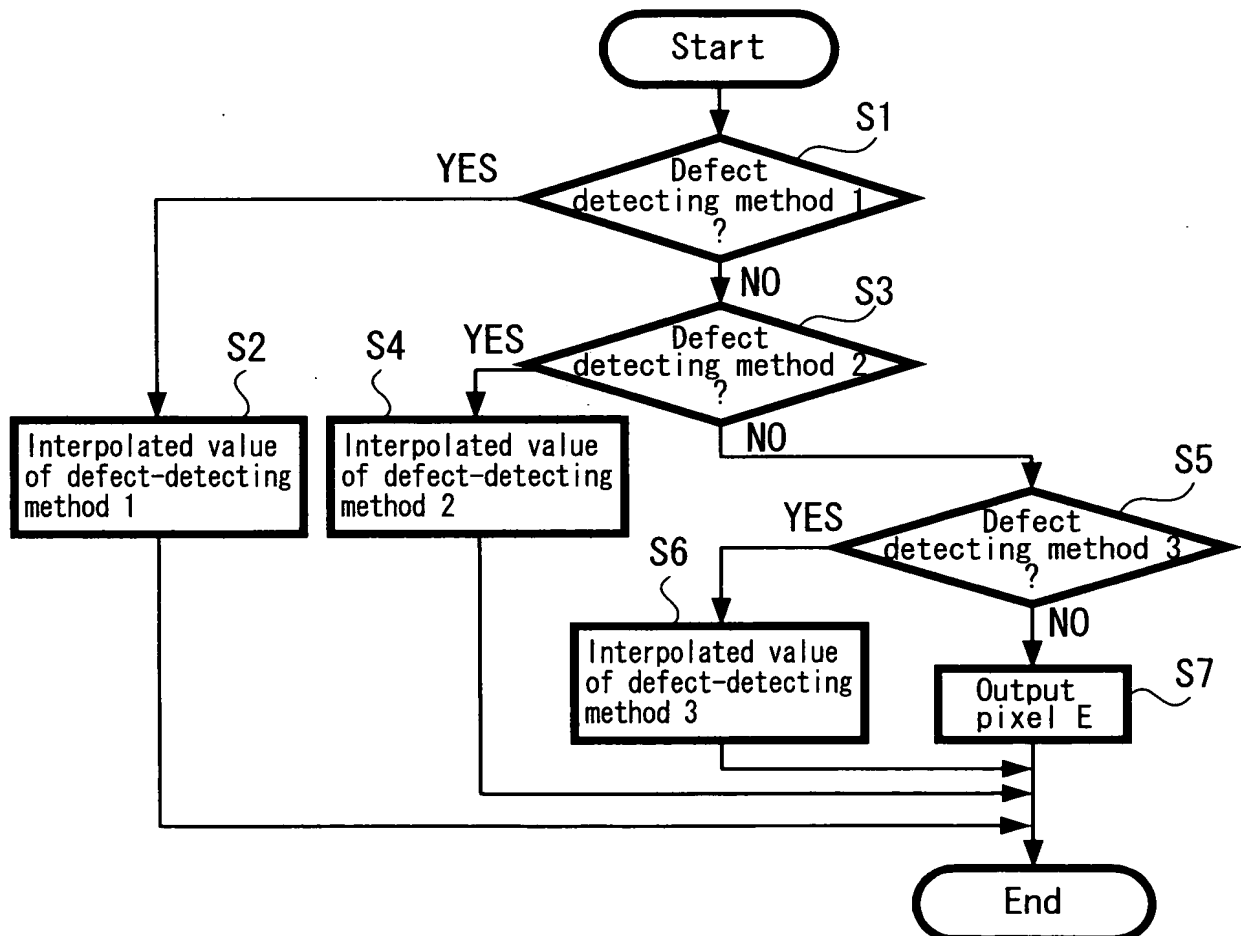 Start
S1
YES
Defect
detecting method 1
?
NO
S3
S2
S4
YES
Defect
detecting method 2
?
Interpolated value
of defect-detecting
method 1
Interpolated value
of defect-detecting
method 2
NO
S5
YES
Defect
detecting method 3
?
S6
NO
Interpolated value
of defect-detecting
method 3
S7
Output
pixel E
End